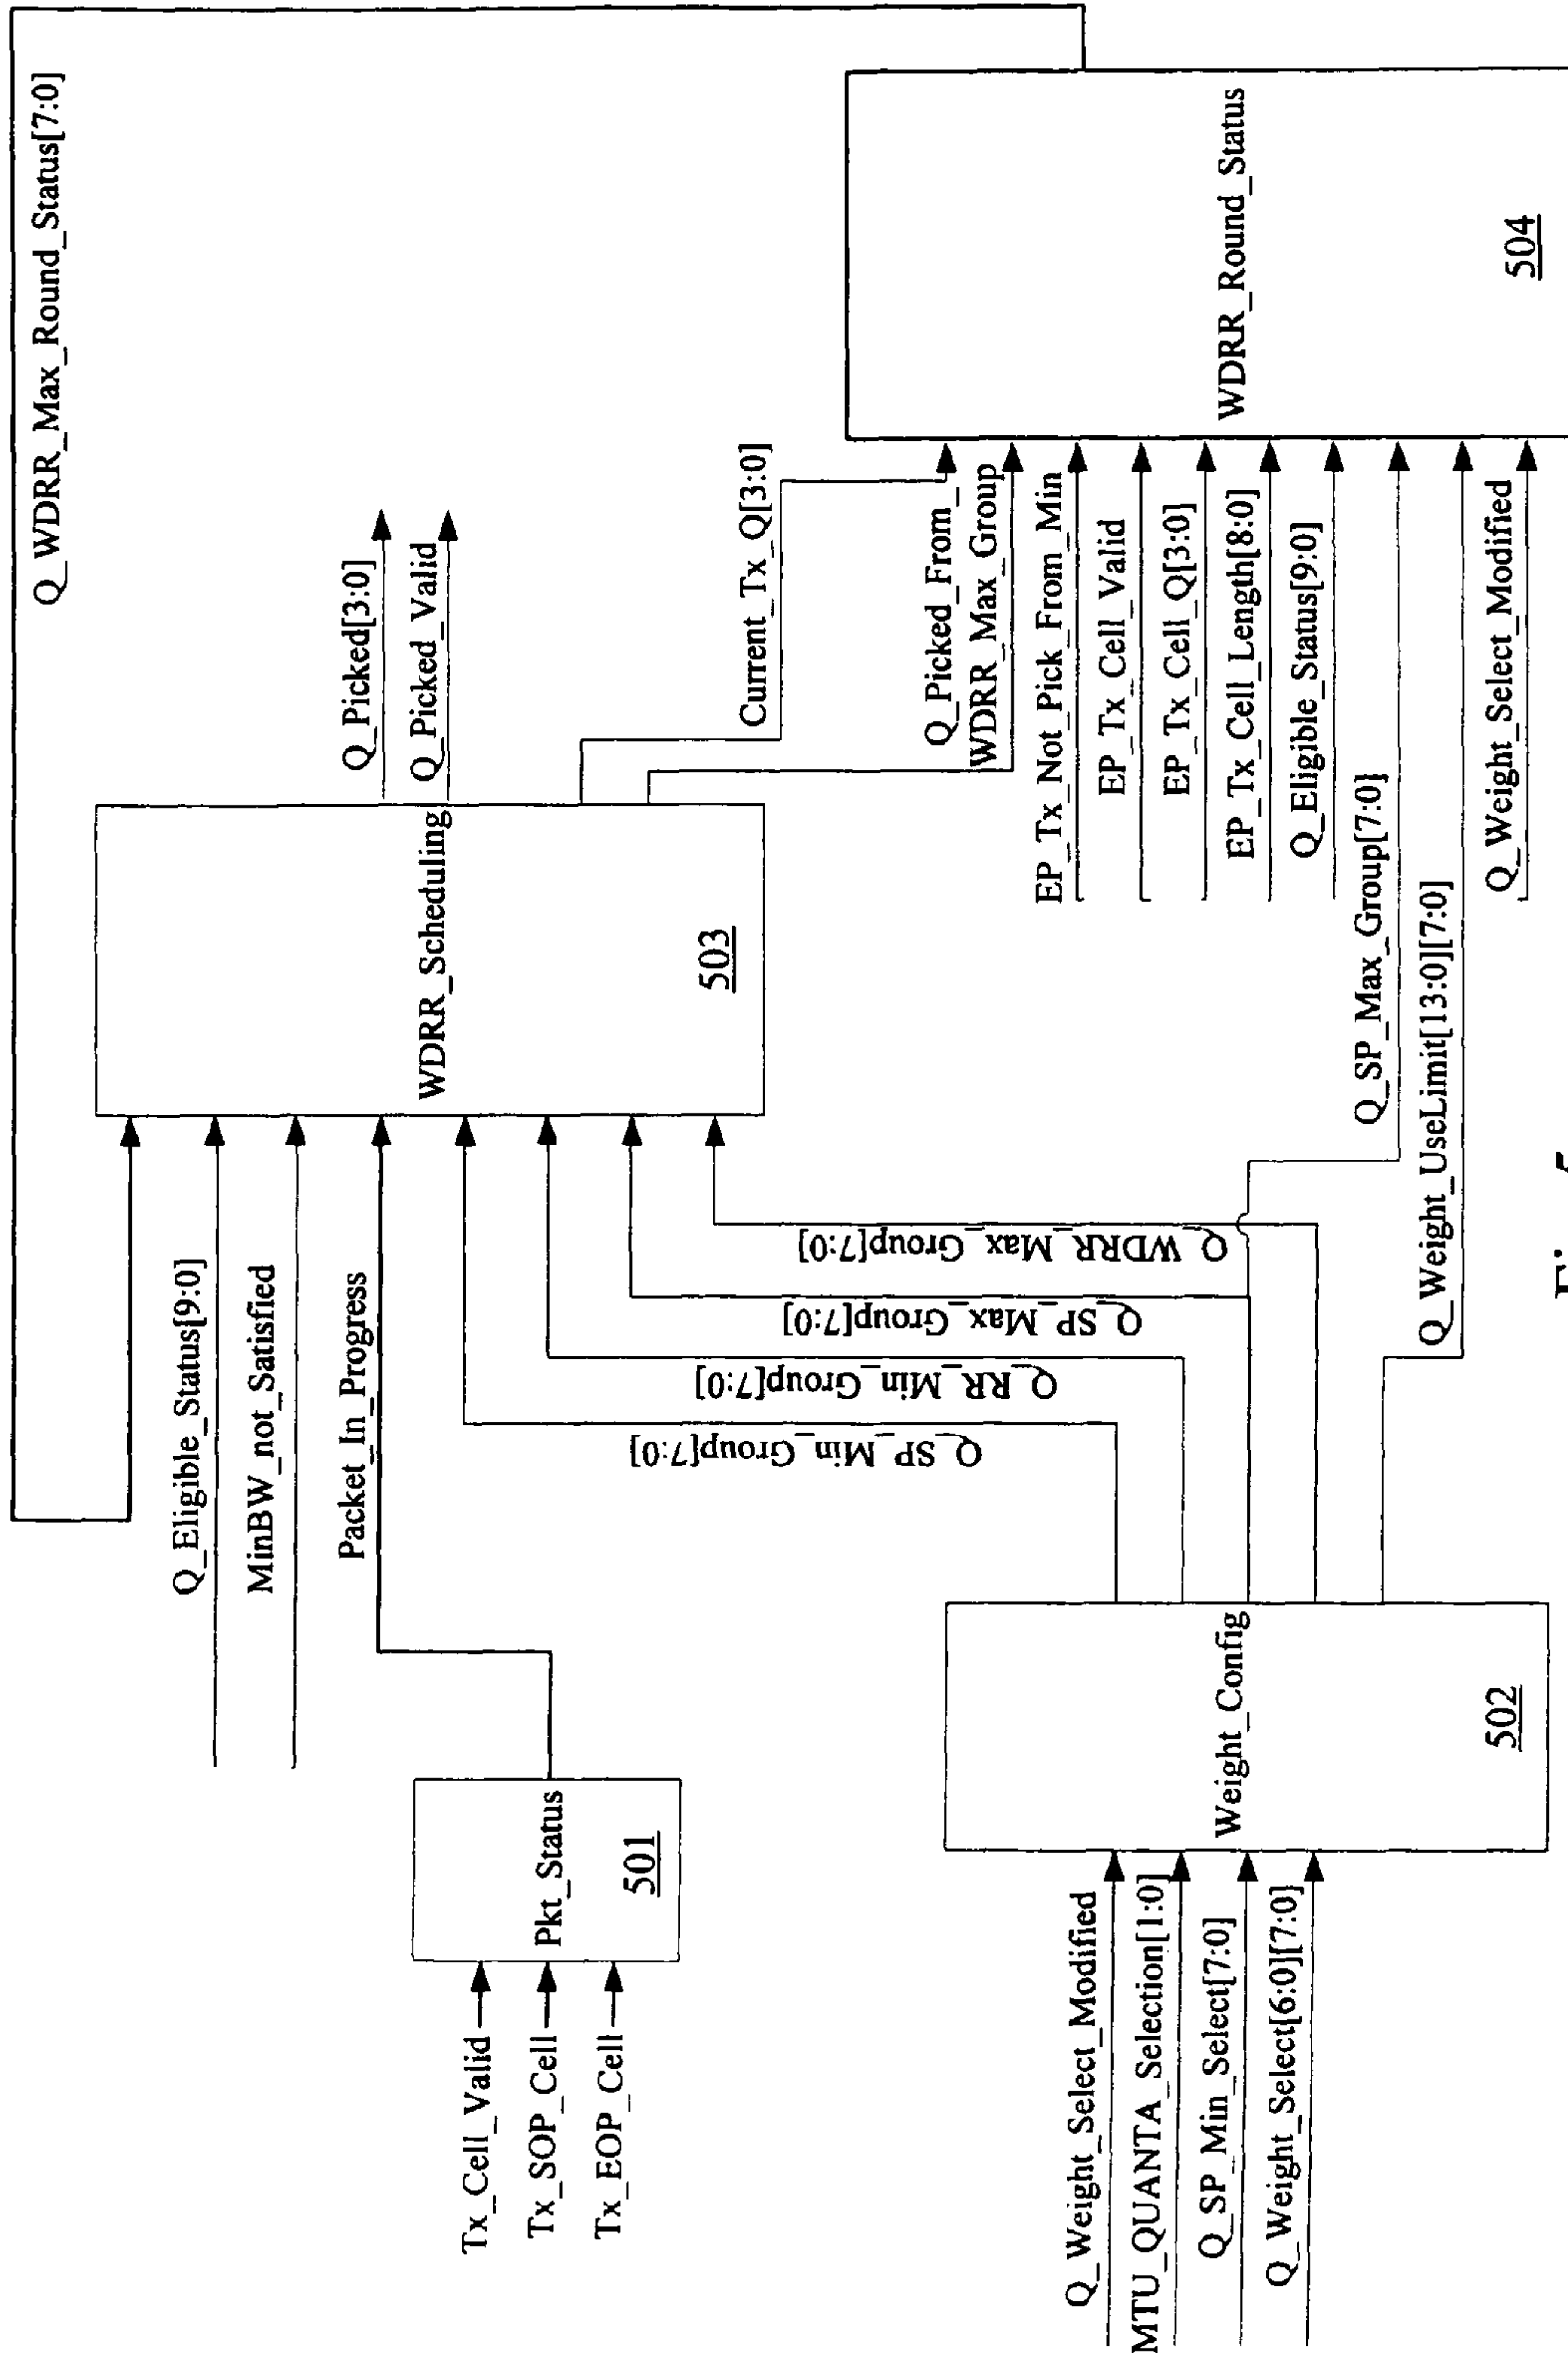 Q_WDRR_Max_Round_Status[7:0]
Q_Eligible_Status[9:0]
MinBW_not_Satisfied
Packet_In_Progress
WDRR_Scheduling
503
Q_Picked[3:0]
Q_Picked_Valid
Tx_Cell_Valid
Tx_SOP_Cell
Tx_EOP_Cell
Pkt_Status
501
Q_SP_Min_Group[7:0]
Q_RR_Min_Group[7:0]
Q_SP_Max_Group[7:0]
Q_WDRR_Max_Group[7:0]
Current_Tx_Q[3:0]
Q_Picked_From_
WDRR_Max_Group
EP_Tx_Not_Pick_From_Min
EP_Tx_Cell_Valid
EP_Tx_Cell_Q[3:0]
EP_Tx_Cell_Length[8:0]
Q_Eligible_Status[9:0]
Q_SP_Max_Group[7:0]
Q_Weight_UseLimit[13:0][7:0]
Q_Weight_Select_Modified
WDRR_Round_Status
504
Q_Weight_Select_Modified
MTU_QUANTA_Selection[1:0]
Q_SP_Min_Select[7:0]
Q_Weight_Select[6:0][7:0]
Weight_Config
502